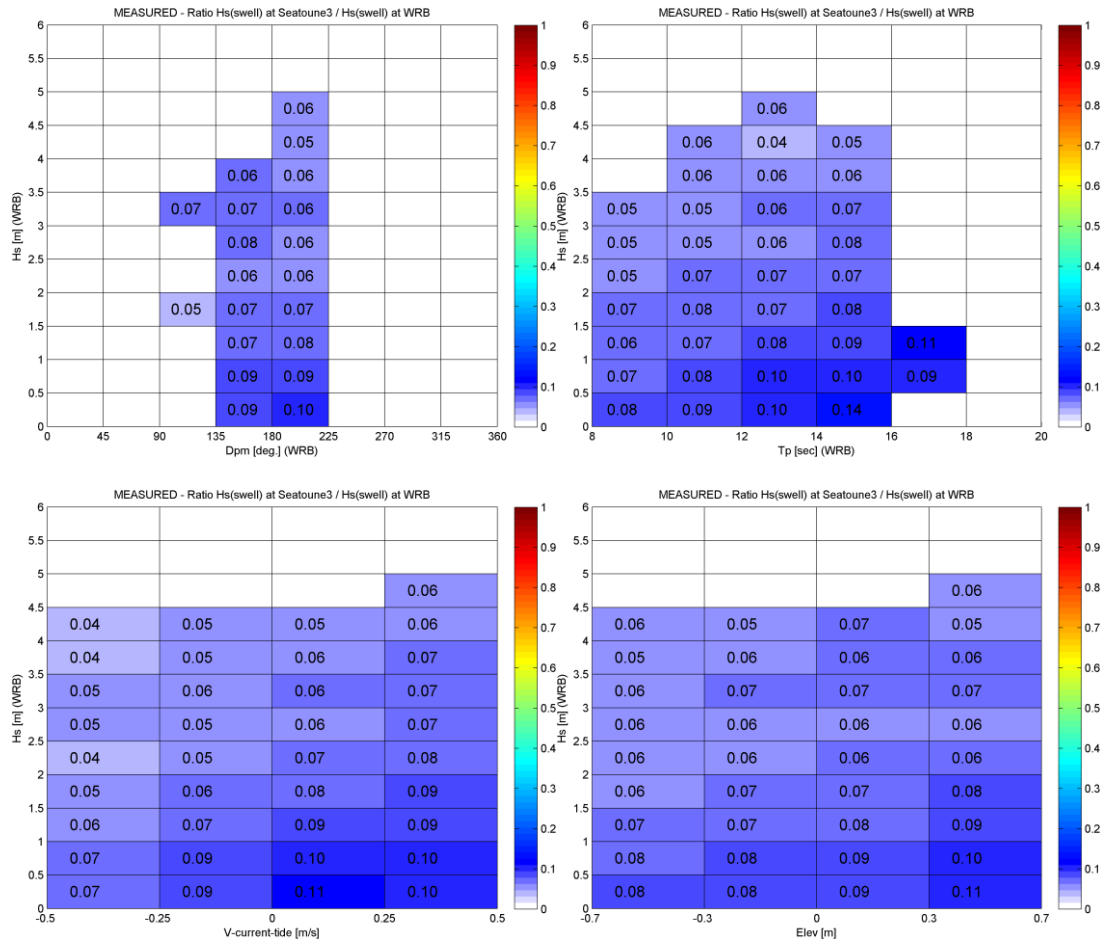 MEASURED - Ratio Hs(swell) at Seatoune3 / Hs(swell) at WRB
6
5.5
5
4.5
4
3.5
3
2.5
2
1.5
1
0.5
0
Hs [m] (WRB)
0.06
0.05
0.06 0.06
0.07 0.07 0.06
0.08 0.06
0.06 0.06
0.05 0.07 0.07
0.07 0.08
0.09 0.09
0.09 0.10
0 45 90 135 180 225 270 315 360
Dpm [deg.] (WRB)
1
0.9
0.8
0.7
0.6
0.5
0.4
0.3
0.2
0.1
0
MEASURED - Ratio Hs(swell) at Seatoune3 / Hs(swell) at WRB
6
5.5
5
4.5
4
3.5
3
2.5
2
1.5
1
0.5
0
Hs [m] (WRB)
0.06
0.06 0.04 0.05
0.06 0.06 0.06
0.05 0.05 0.06 0.07
0.05 0.05 0.06 0.08
0.05 0.07 0.07 0.07
0.07 0.08 0.07 0.08
0.06 0.07 0.08 0.09 0.11
0.07 0.08 0.10 0.10 0.09
0.08 0.09 0.10 0.14
8 10 12 14 16 18 20
Tp [sec] (WRB)
1
0.9
0.8
0.7
0.6
0.5
0.4
0.3
0.2
0.1
0
MEASURED - Ratio Hs(swell) at Seatoune3 / Hs(swell) at WRB
6
5.5
5
4.5
4
3.5
3
2.5
2
1.5
1
0.5
0
Hs [m] (WRB)
0.06
0.04 0.05 0.05 0.06
0.04 0.05 0.06 0.07
0.05 0.06 0.06 0.07
0.05 0.05 0.06 0.07
0.04 0.05 0.07 0.08
0.05 0.06 0.08 0.09
0.06 0.07 0.09 0.09
0.07 0.09 0.10 0.10
0.07 0.09 0.11 0.10
-0.5 -0.25 0 0.25 0.5
V-current-tide [m/s]
1
0.9
0.8
0.7
0.6
0.5
0.4
0.3
0.2
0.1
0
MEASURED - Ratio Hs(swell) at Seatoune3 / Hs(swell) at WRB
6
5.5
5
4.5
4
3.5
3
2.5
2
1.5
1
0.5
0
Hs [m] (WRB)
0.06
0.06 0.05 0.07 0.05
0.05 0.06 0.06 0.06
0.06 0.07 0.07 0.07
0.06 0.06 0.06 0.06
0.06 0.06 0.06 0.06
0.06 0.07 0.07 0.08
0.07 0.07 0.08 0.09
0.08 0.08 0.09 0.10
0.08 0.08 0.09 0.11
-0.7 -0.3 0 0.3 0.7
Elev [m]
1
0.9
0.8
0.7
0.6
0.5
0.4
0.3
0.2
0.1
0